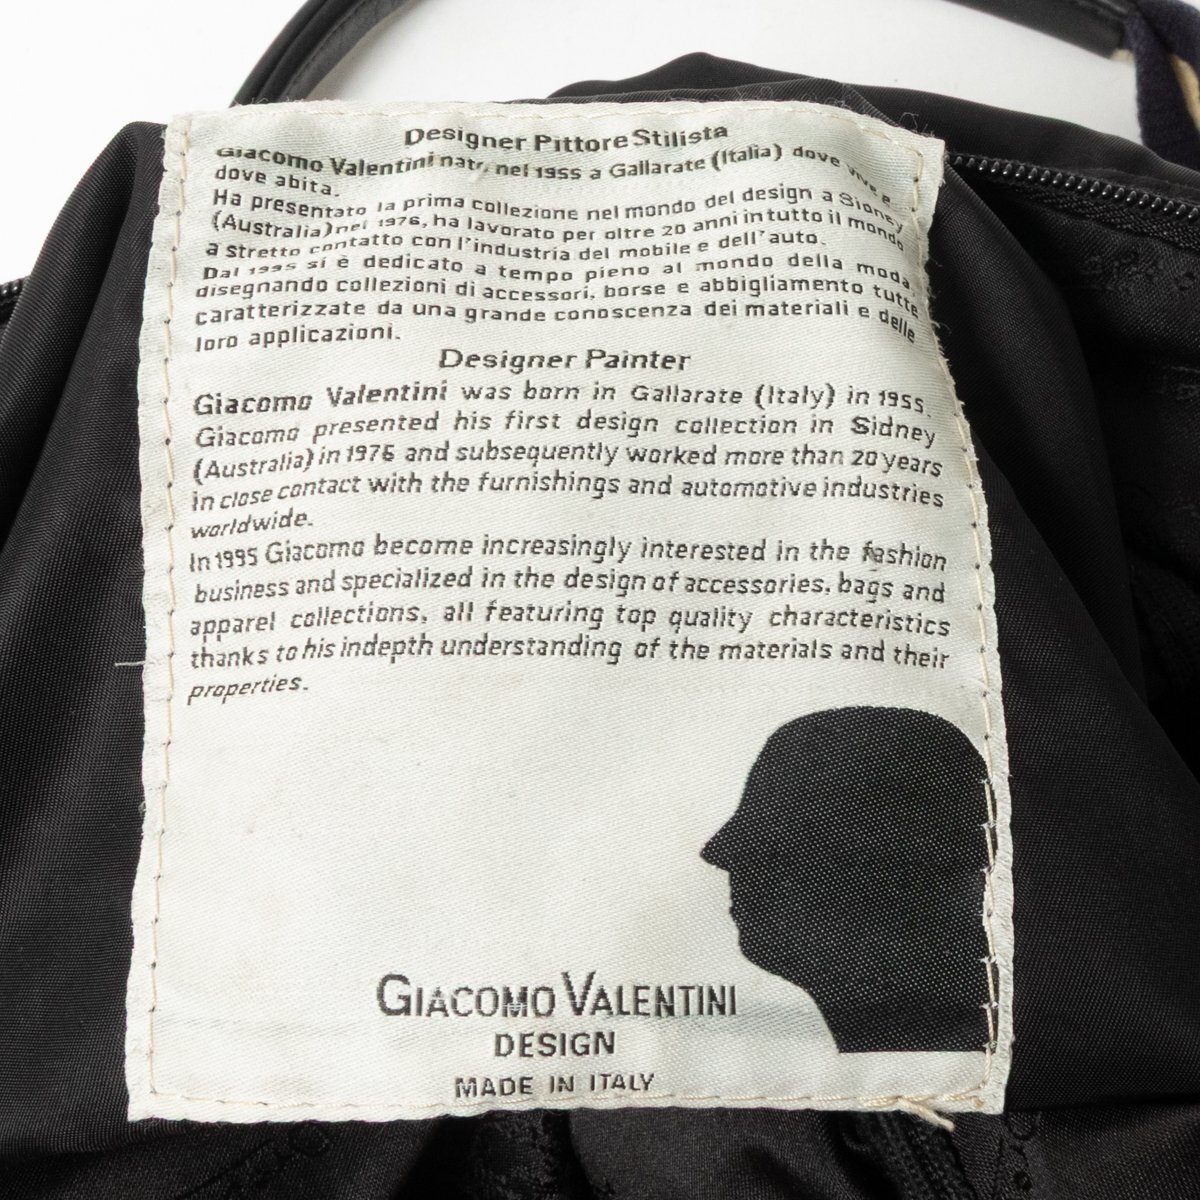 Designer Pittore Stilista
Giacomo Valentini nato nel 1955 a Gallarate (Italia) dove vive e
dove abita.
Ha presentato la prima collezione nel mondo del design a Sidney
(Australia) nel 1976, ha lavorato per oltre 20 anni in tutto il mondo
a stretto contatto con l'industria del mobile e dell'auto.
Dal 1995 si è dedicato a tempo pieno al mondo della moda,
disegnando collezioni di accessori, borse e abbigliamento tutte
caratterizzate da una grande conoscenza dei materiali e delle
loro applicazioni.
Designer Painter
Giacomo Valentini was born in Gallarate (Italy) in 1955.
Giacomo presented his first design collection in Sidney
(Australia) in 1976 and subsequently worked more than 20 years
in close contact with the furnishings and automotive industries
worldwide.
In 1995 Giacomo become increasingly interested in the fashion
business and specialized in the design of accessories, bags and
apparel collections, all featuring top quality characteristics
thanks to his indepth understanding of the materials and their
properties.
GIACOMO VALENTINI
DESIGN
MADE IN ITALY